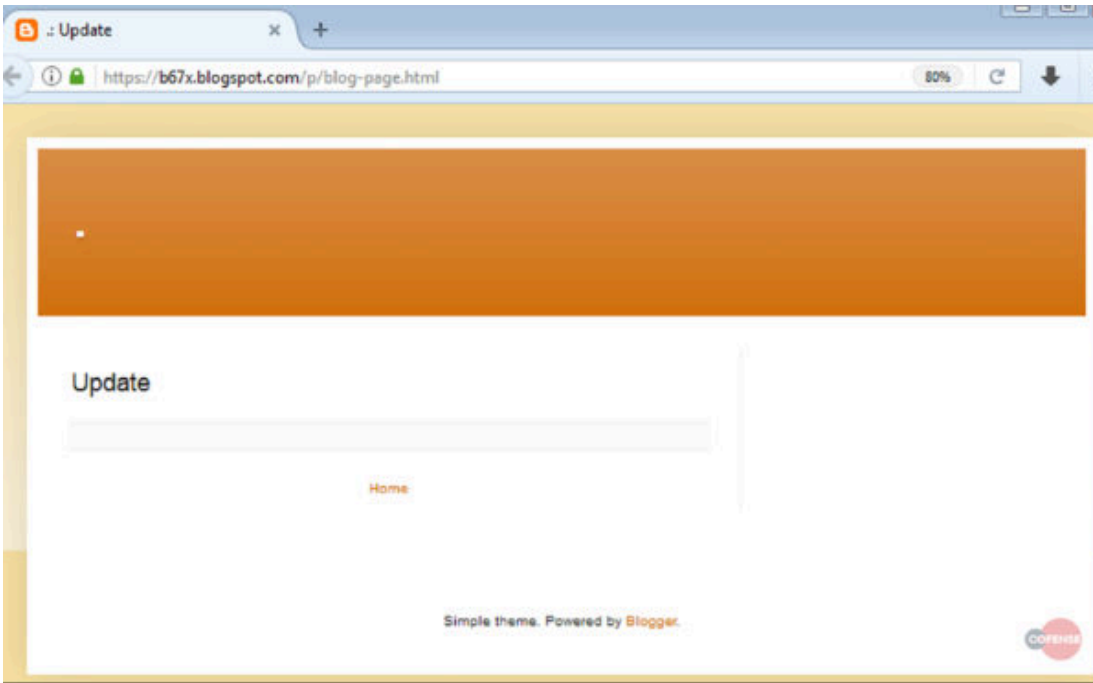 .: Update
https://b67x.blogspot.com/p/blog-page.html
80%
.
Update
Home
Simple theme. Powered by Blogger.
COFENSE